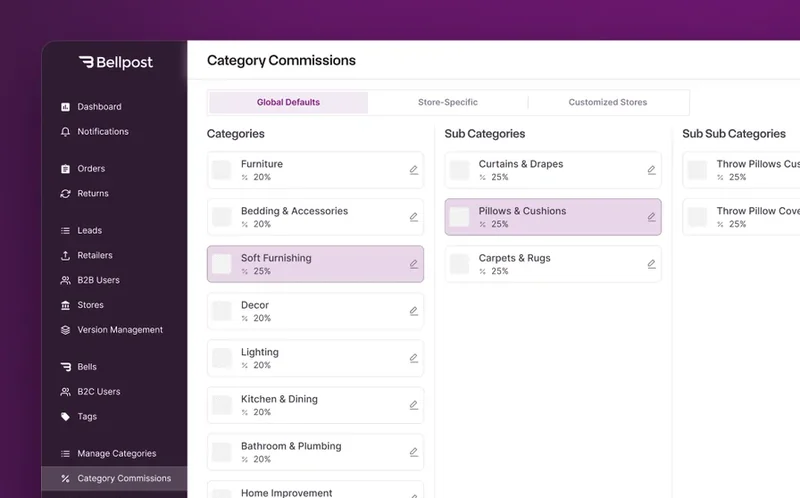 Bellpost
Dashboard
Notifications
Orders
Returns
Leads
Retailers
B2B Users
Stores
Version Management
Bells
B2C Users
Tags
Manage Categories
Category Commissions
Category Commissions
Global Defaults
Store-Specific
Customized Stores
Categories
Furniture
% 20%
Bedding & Accessories
% 20%
Soft Furnishing
% 25%
Decor
% 20%
Lighting
% 20%
Kitchen & Dining
% 20%
Bathroom & Plumbing
% 20%
Home Improvement
Sub Categories
Curtains & Drapes
% 25%
Pillows & Cushions
% 25%
Carpets & Rugs
% 25%
Sub Sub Categories
Throw Pillows Cus
% 25%
Throw Pillow Cove
% 25%